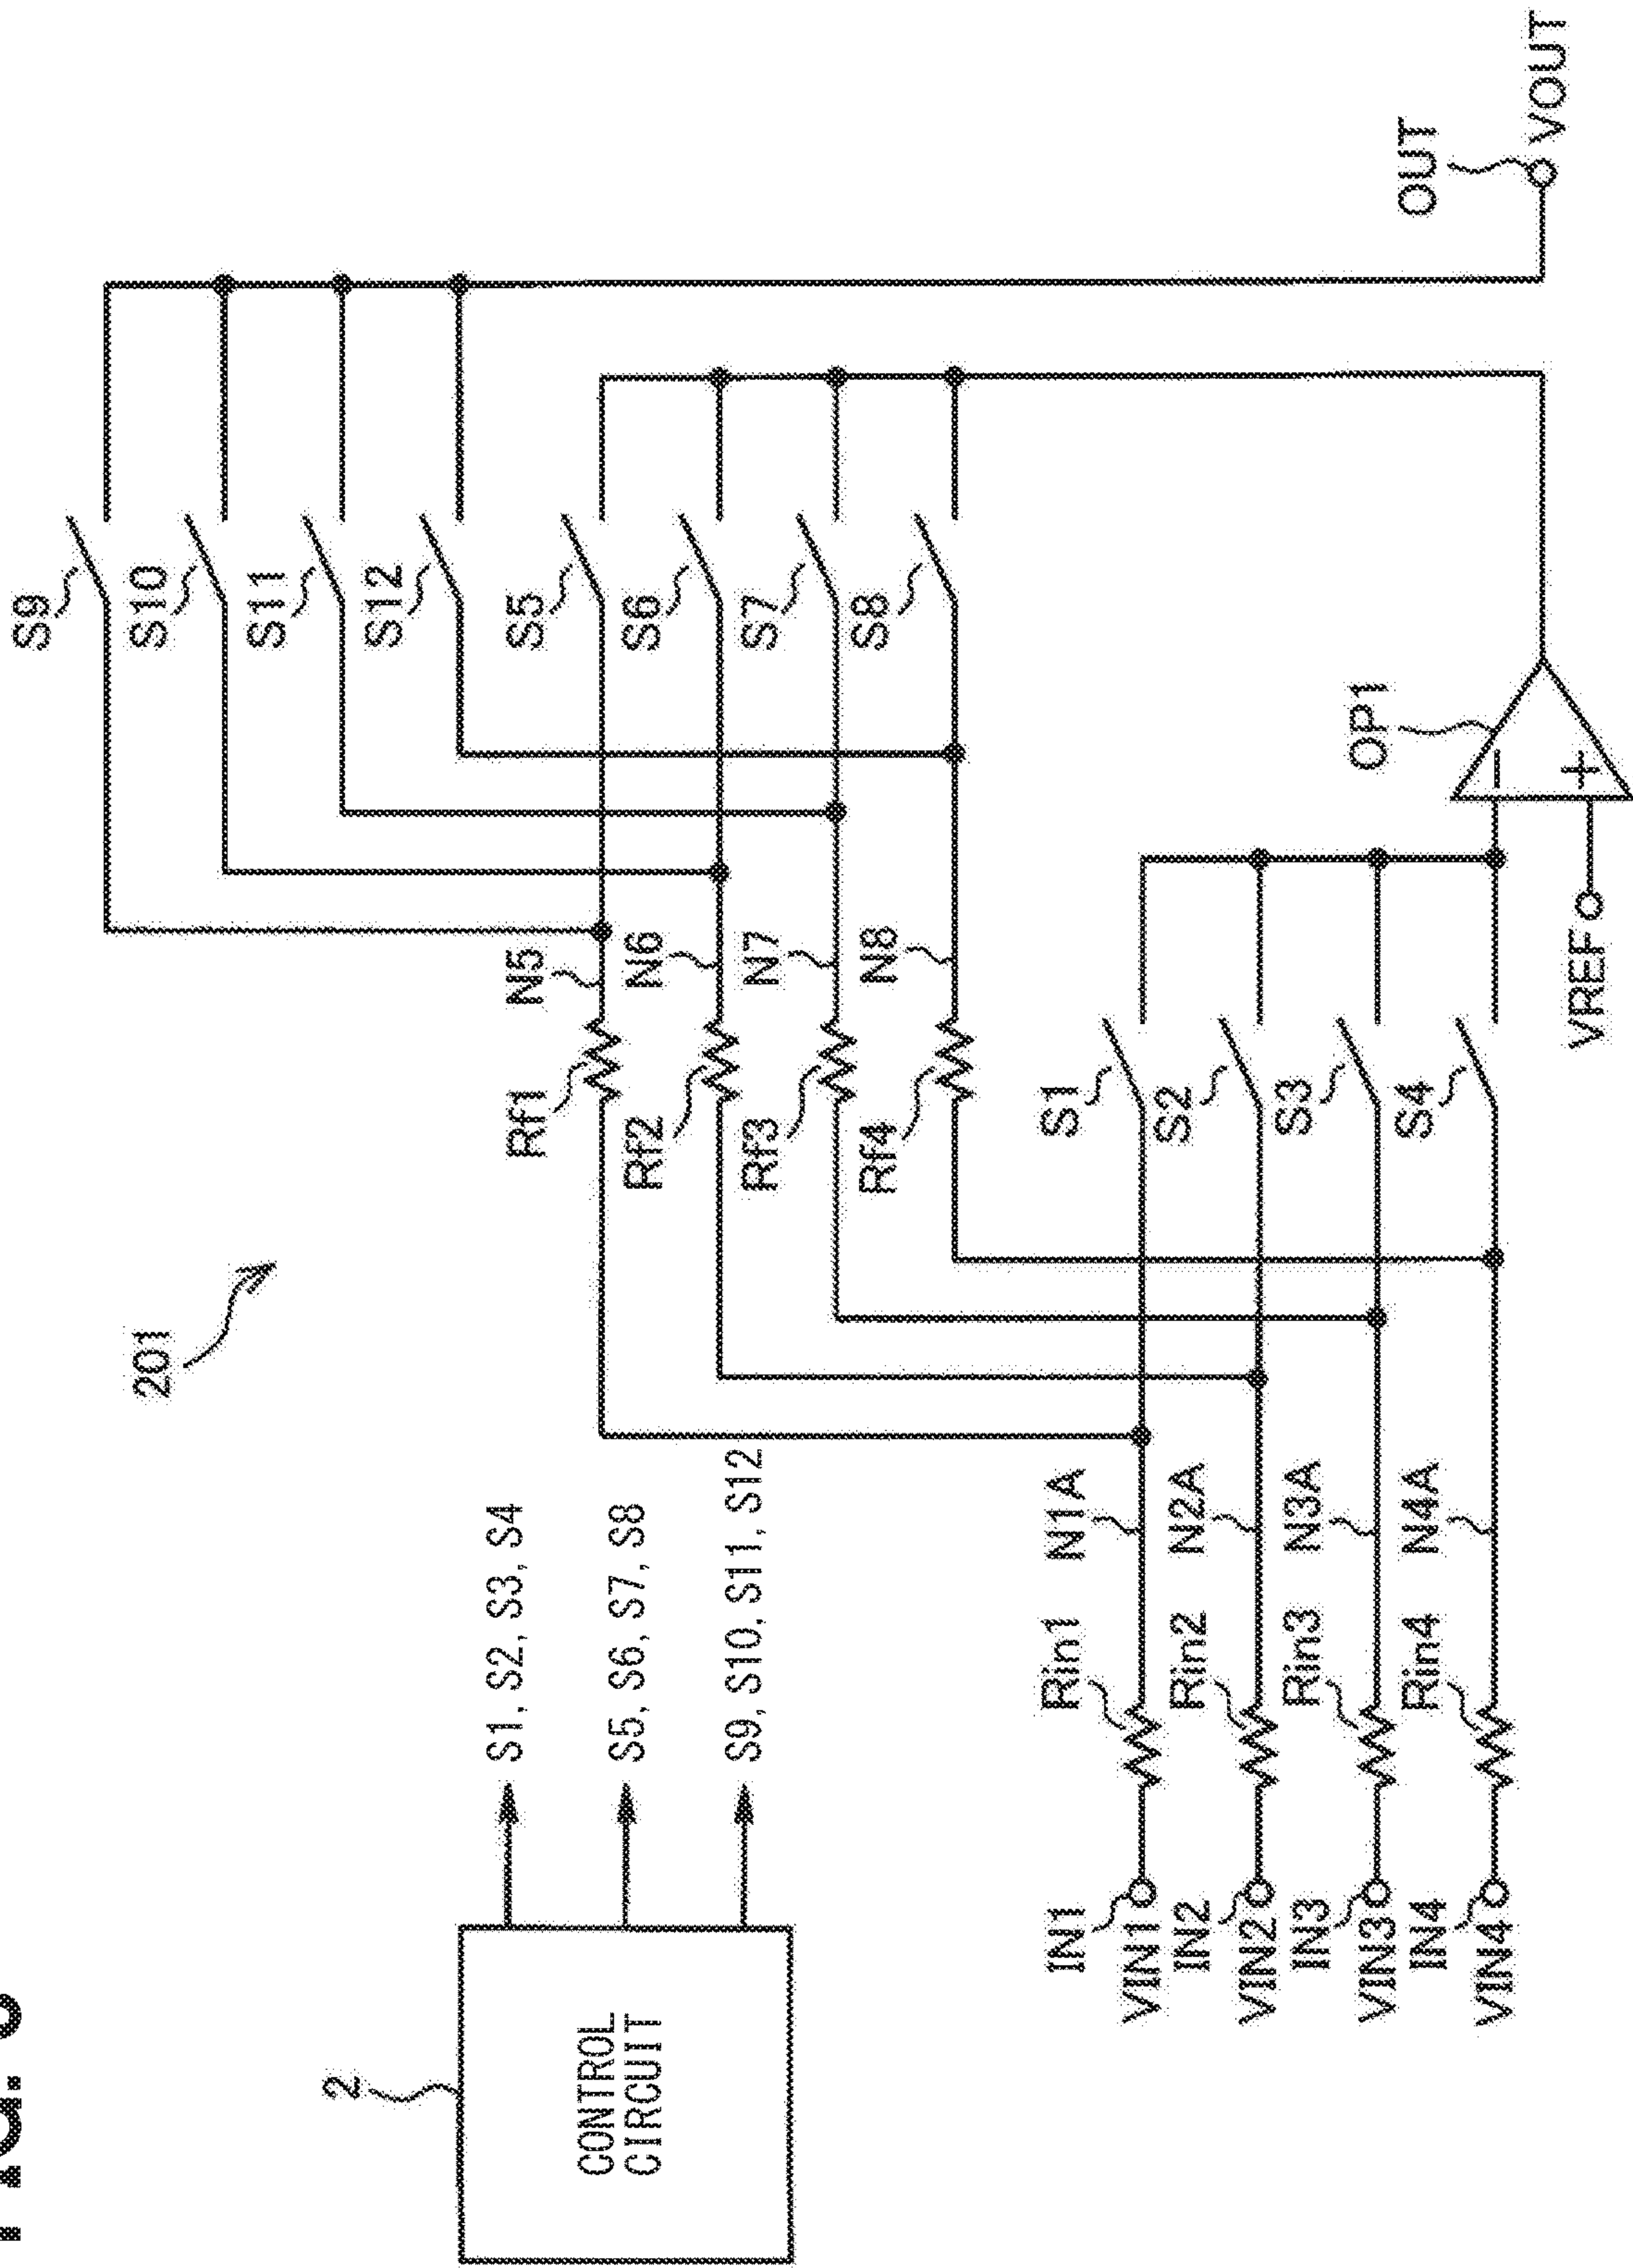 201
2
CONTROL
CIRCUIT
S1, S2, S3, S4
S5, S6, S7, S8
S9, S10, S11, S12
S9
S10
S11
S12
S5
S6
S7
S8
N5
N6
N7
N8
Rf1
Rf2
Rf3
Rf4
OUT
VOUT
OP1
−
+
VREF
S1
S2
S3
S4
N1A
N2A
N3A
N4A
Rin1
Rin2
Rin3
Rin4
IN1
VIN1
IN2
VIN2
IN3
VIN3
IN4
VIN4